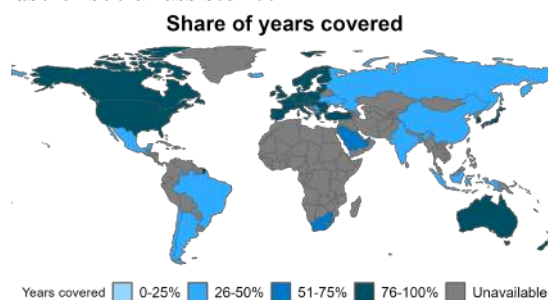 Share of years covered
Years covered 0-25% 26-50% 51-75% 76-100% Unavailable